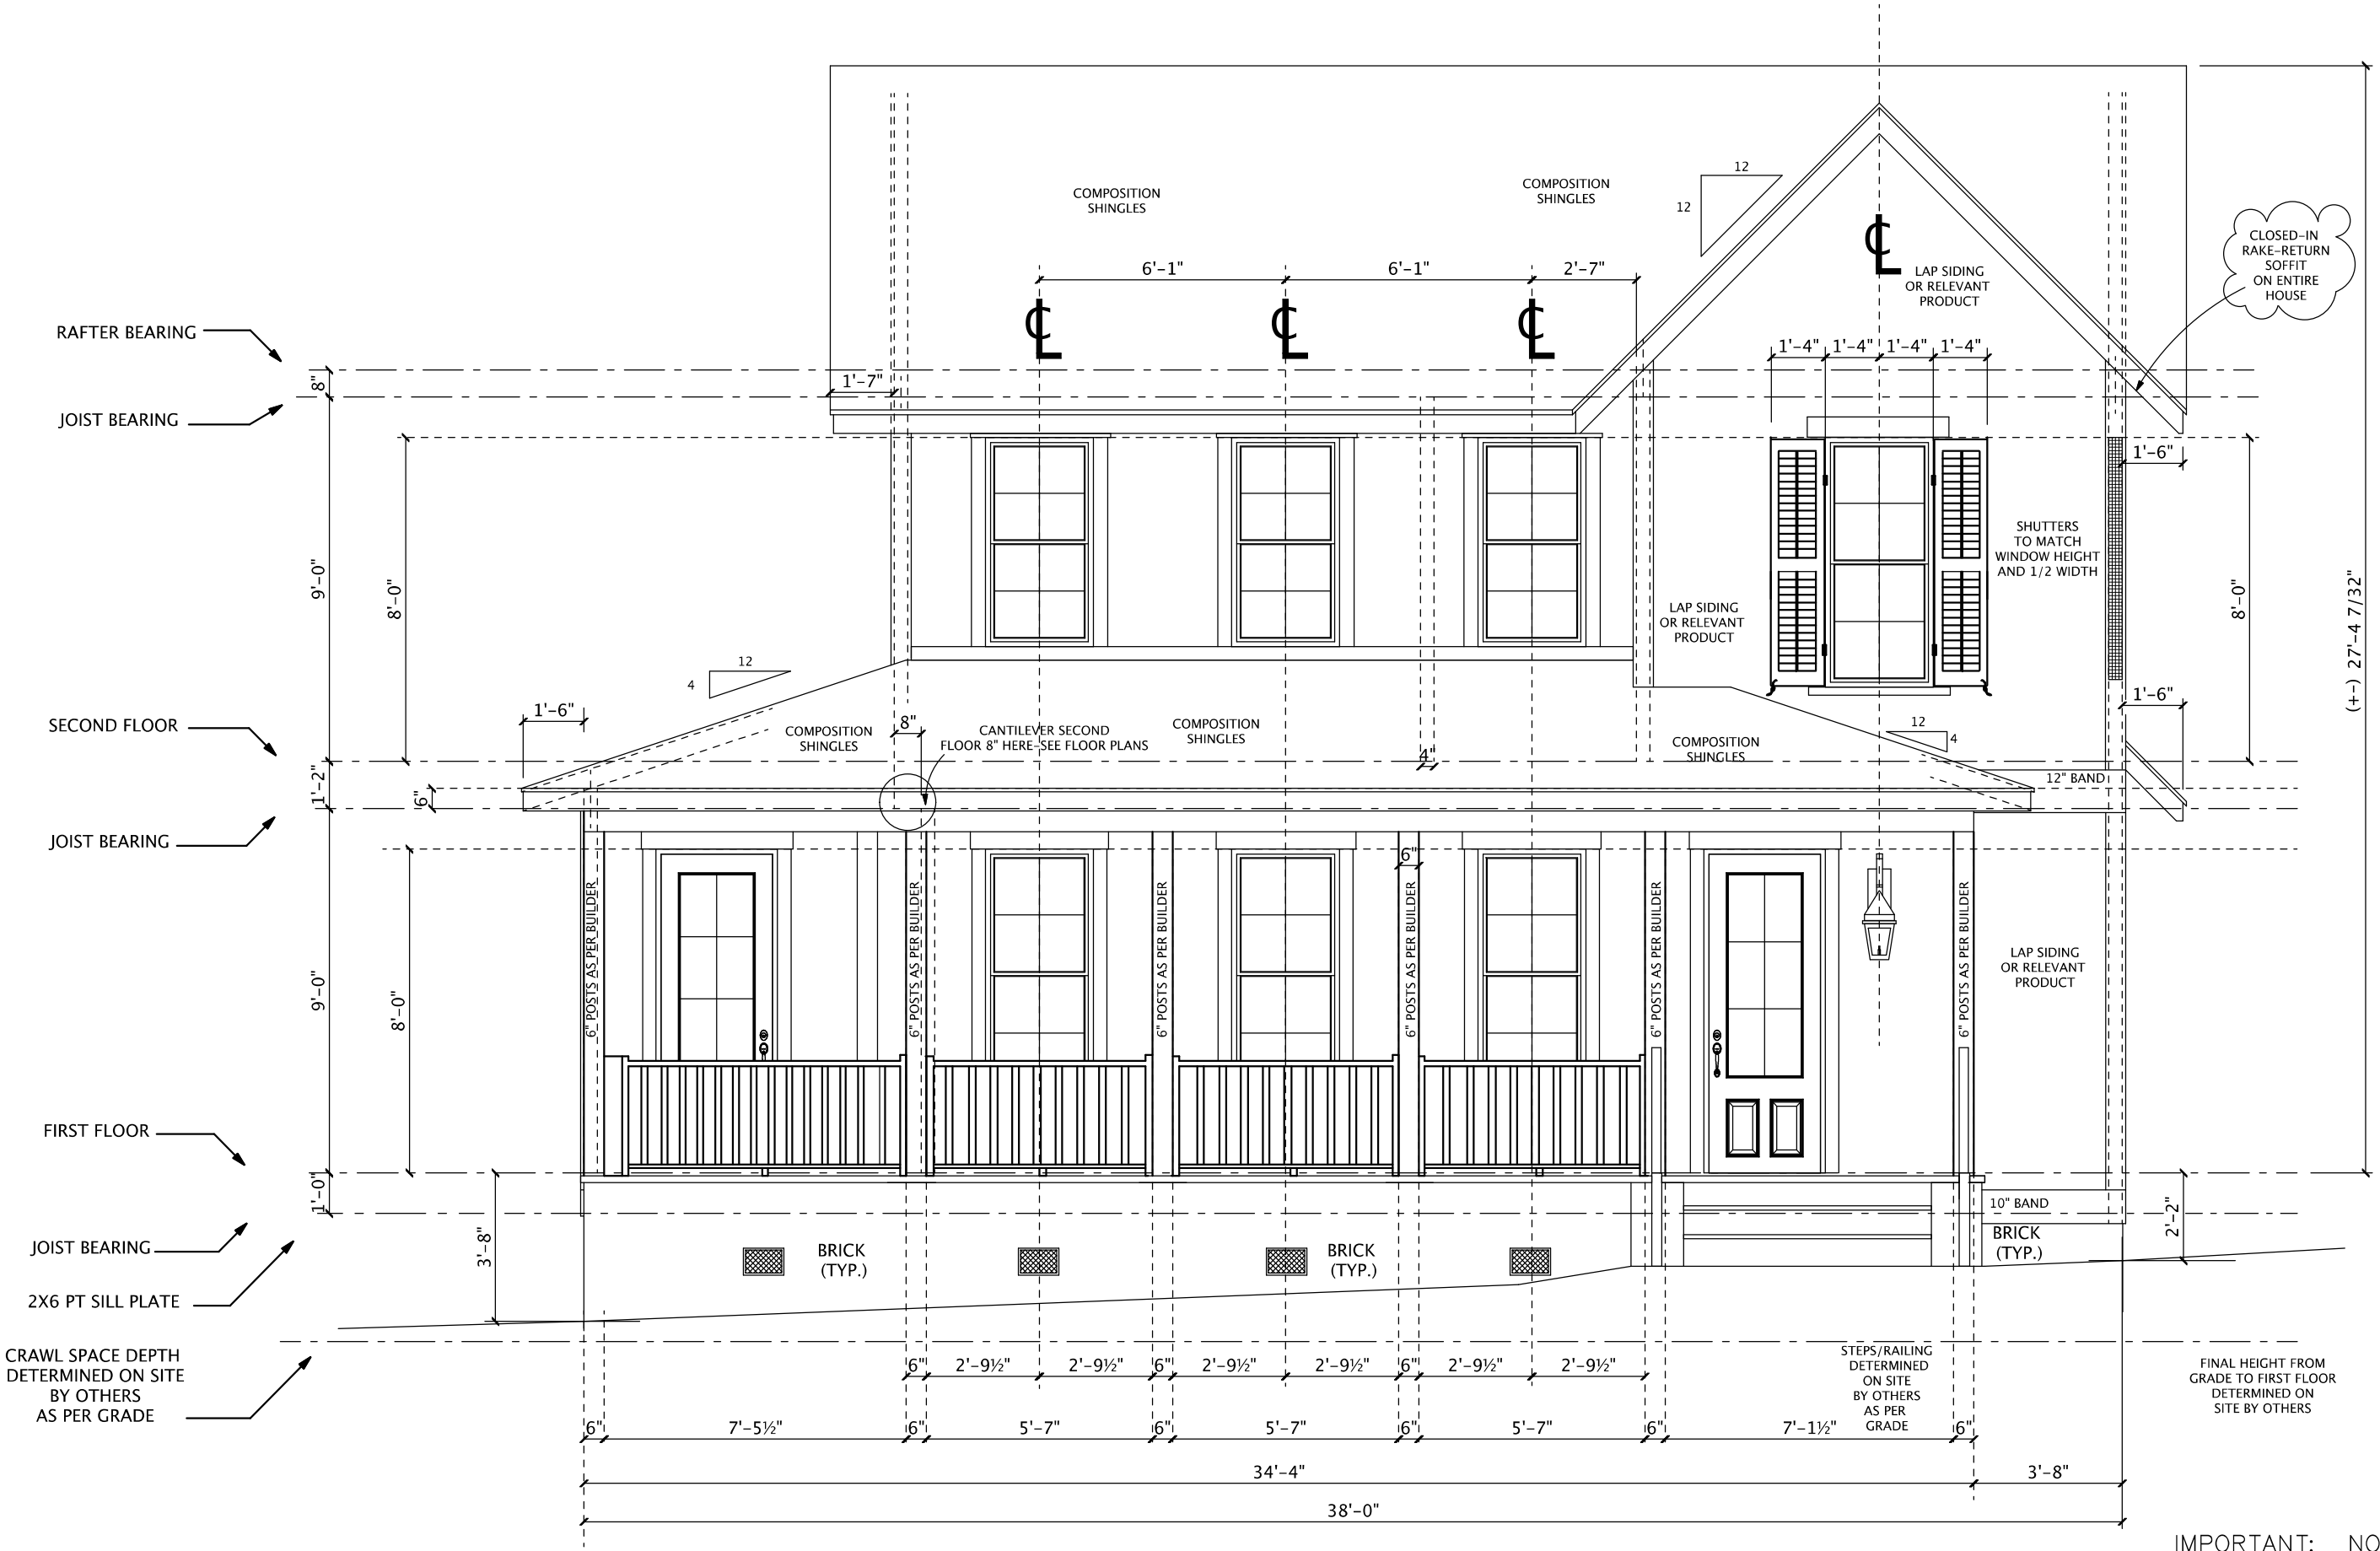 12
12
COMPOSITION
SHINGLES
COMPOSITION
SHINGLES
CLOSED-IN
RAKE-RETURN
SOFFIT
ON ENTIRE
HOUSE
℄
LAP SIDING
OR RELEVANT
PRODUCT
6'-1"
6'-1"
2'-7"
℄
℄
℄
RAFTER BEARING
1'-4"
1'-4"
1'-4"
1'-4"
8"
1'-7"
JOIST BEARING
1'-6"
SHUTTERS
TO MATCH
WINDOW HEIGHT
AND 1/2 WIDTH
9'-0"
8'-0"
8'-0"
(+-) 27'-4 7/32"
LAP SIDING
OR RELEVANT
PRODUCT
12
4
1'-6"
1'-6"
SECOND FLOOR
8"
COMPOSITION
SHINGLES
CANTILEVER SECOND
FLOOR 8" HERE-SEE FLOOR PLANS
COMPOSITION
SHINGLES
4"
COMPOSITION
SHINGLES
12
4
12" BAND
1'-2"
6"
JOIST BEARING
6"
6" POSTS AS PER BUILDER
6" POSTS AS PER BUILDER
6" POSTS AS PER BUILDER
6" POSTS AS PER BUILDER
6" POSTS AS PER BUILDER
6" POSTS AS PER BUILDER
LAP SIDING
OR RELEVANT
PRODUCT
9'-0"
8'-0"
FIRST FLOOR
1'-0"
10" BAND
2'-2"
JOIST BEARING
3'-8"
BRICK
(TYP.)
BRICK
(TYP.)
BRICK
(TYP.)
2X6 PT SILL PLATE
CRAWL SPACE DEPTH
DETERMINED ON SITE
BY OTHERS
AS PER GRADE
STEPS/RAILING
DETERMINED
ON SITE
BY OTHERS
AS PER
GRADE
FINAL HEIGHT FROM
GRADE TO FIRST FLOOR
DETERMINED ON
SITE BY OTHERS
6"
2'-9½"
2'-9½"
6"
2'-9½"
2'-9½"
6"
2'-9½"
2'-9½"
6"
7'-5½"
6"
5'-7"
6"
5'-7"
6"
5'-7"
6"
7'-1½"
6"
34'-4"
3'-8"
38'-0"
IMPORTANT: NO